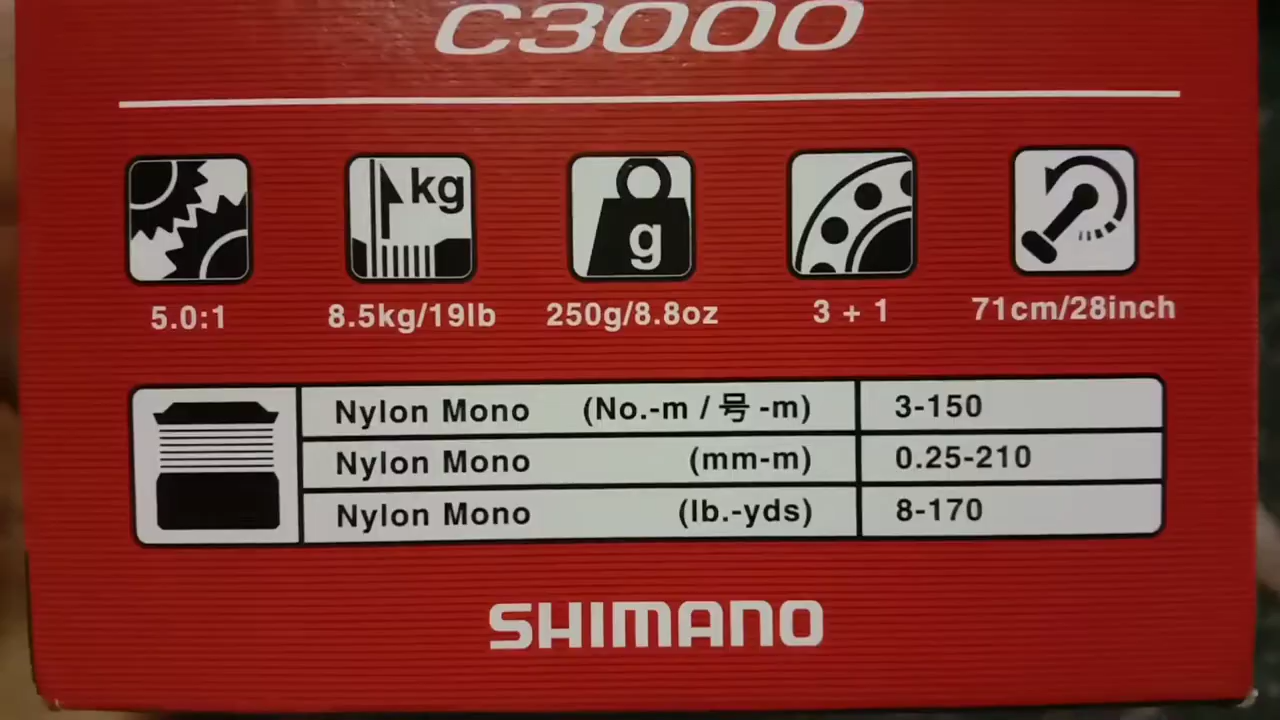 C3000
kg
g
5.0:1 8.5kg/19lb 250g/8.8oz 3 + 1 71cm/28inch
Nylon Mono (No.-m / 号 -m) 3-150
Nylon Mono (mm-m) 0.25-210
Nylon Mono (lb.-yds) 8-170
SHIMANO